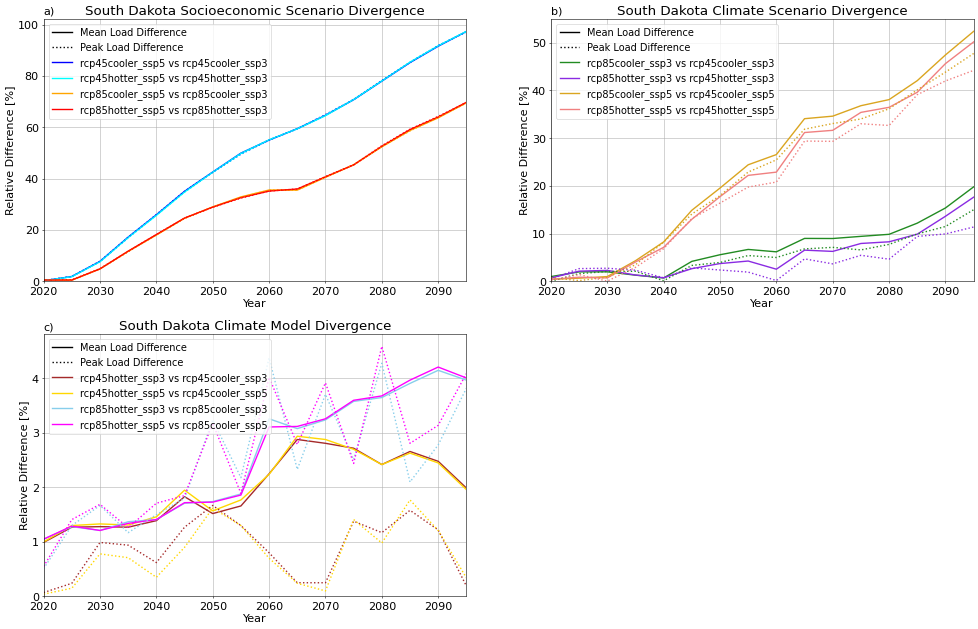 a)
South Dakota Socioeconomic Scenario Divergence
Mean Load Difference
Peak Load Difference
rcp45cooler_ssp5 vs rcp45cooler_ssp3
rcp45hotter_ssp5 vs rcp45hotter_ssp3
rcp85cooler_ssp5 vs rcp85cooler_ssp3
rcp85hotter_ssp5 vs rcp85hotter_ssp3
Relative Difference [%]
100
80
60
40
20
0
2020 2030 2040 2050 2060 2070 2080 2090
Year
b)
South Dakota Climate Scenario Divergence
Mean Load Difference
Peak Load Difference
rcp85cooler_ssp3 vs rcp45cooler_ssp3
rcp85hotter_ssp3 vs rcp45hotter_ssp3
rcp85cooler_ssp5 vs rcp45cooler_ssp5
rcp85hotter_ssp5 vs rcp45hotter_ssp5
Relative Difference [%]
50
40
30
20
10
0
2020 2030 2040 2050 2060 2070 2080 2090
Year
c)
South Dakota Climate Model Divergence
Mean Load Difference
Peak Load Difference
rcp45hotter_ssp3 vs rcp45cooler_ssp3
rcp45hotter_ssp5 vs rcp45cooler_ssp5
rcp85hotter_ssp3 vs rcp85cooler_ssp3
rcp85hotter_ssp5 vs rcp85cooler_ssp5
Relative Difference [%]
4
3
2
1
0
2020 2030 2040 2050 2060 2070 2080 2090
Year